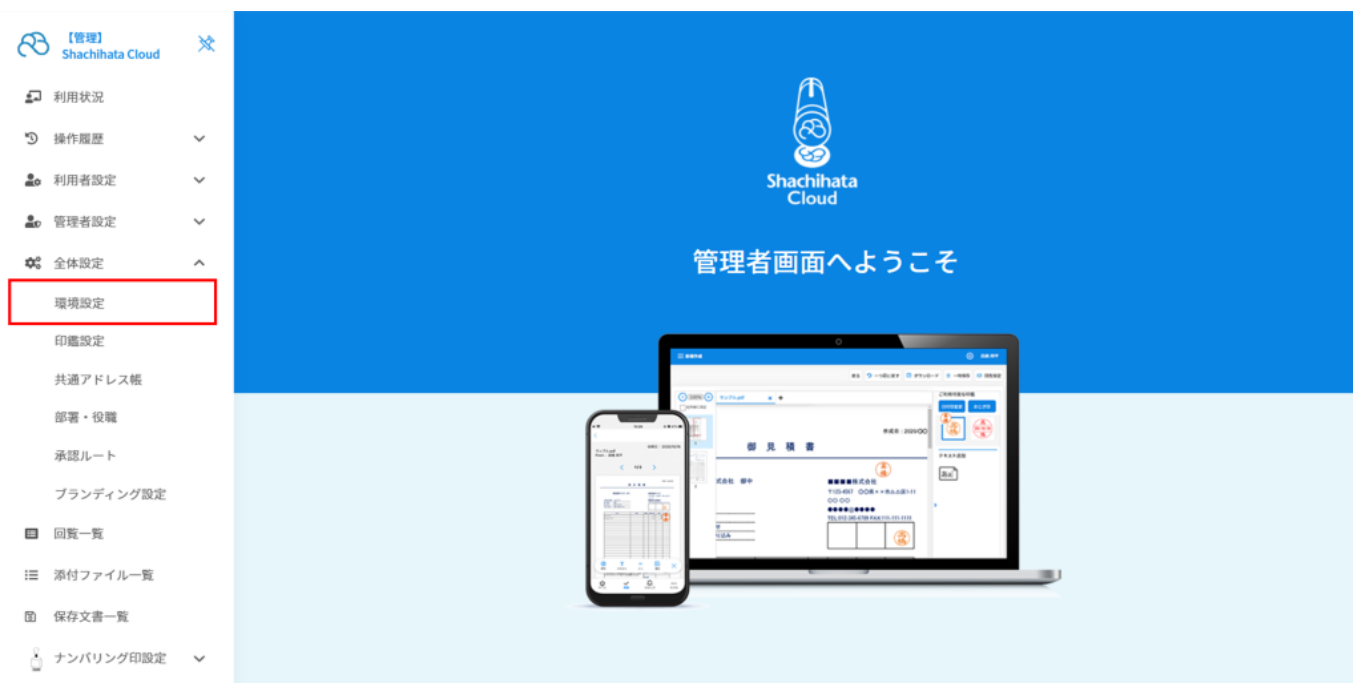 【管理】
Shachihata Cloud
利用状況
操作履歴
利用者設定
管理者設定
全体設定
環境設定
印鑑設定
共通アドレス帳
部署・役職
承認ルート
ブランディング設定
回覧一覧
添付ファイル一覧
保存文書一覧
ナンバリング印設定
Shachihata
Cloud
管理者画面へようこそ
サンプル.pdf
御見積書